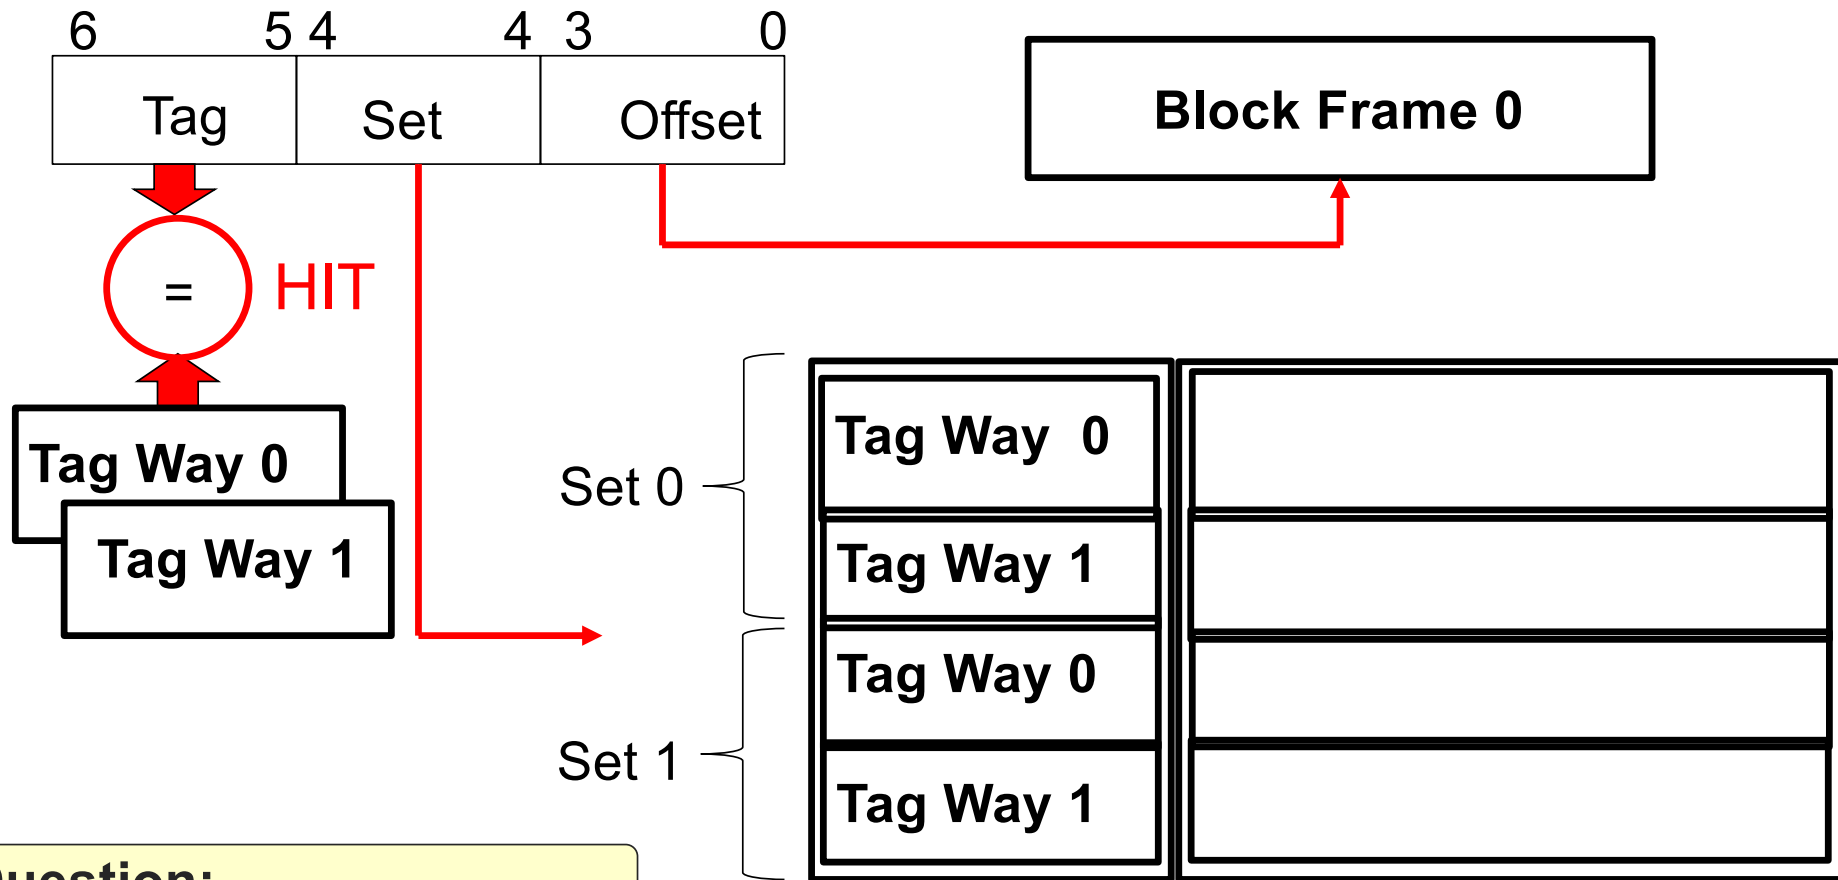 6 5 4 4 3 0
Tag Set Offset
Block Frame 0
=
HIT
Tag Way 0
Tag Way 1
Set 0
Tag Way 0
Tag Way 1
Set 1
Tag Way 0
Tag Way 1